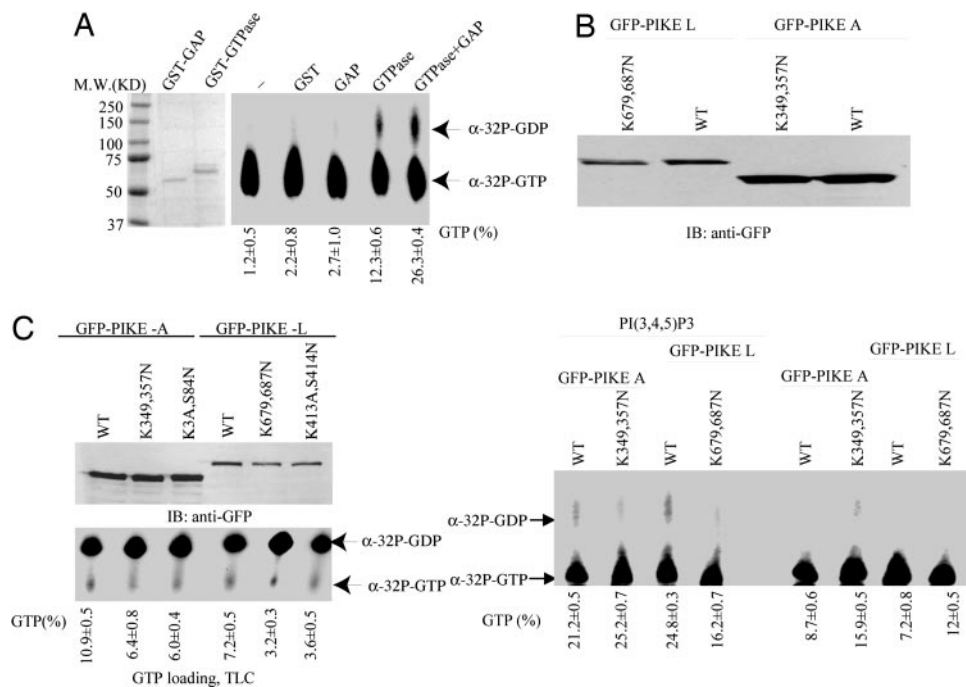 A
GST-GAP
GST-GTPase
M.W.(KD)
250
150
100
75
50
37
–
GST
GAP
GTPase
GTPase+GAP
α-32P-GDP
α-32P-GTP
GTP (%)
1.2±0.5
2.2±0.8
2.7±1.0
12.3±0.6
26.3±0.4
B
GFP-PIKE L
GFP-PIKE A
K679,687N
WT
K349,357N
WT
IB: anti-GFP
C
GFP-PIKE -A
GFP-PIKE -L
WT
K349,357N
K3A,S84N
WT
K679,687N
K413A,S414N
IB: anti-GFP
α-32P-GDP
α-32P-GTP
GTP(%)
10.9±0.5
6.4±0.8
6.0±0.4
7.2±0.5
3.2±0.3
3.6±0.5
GTP loading, TLC
PI(3,4,5)P3
GFP-PIKE L
GFP-PIKE L
GFP-PIKE A
GFP-PIKE A
WT
K349,357N
WT
K679,687N
WT
K349,357N
WT
K679,687N
α-32P-GDP
α-32P-GTP
GTP (%)
21.2±0.5
25.2±0.7
24.8±0.3
16.2±0.7
8.7±0.6
15.9±0.5
7.2±0.8
12±0.5